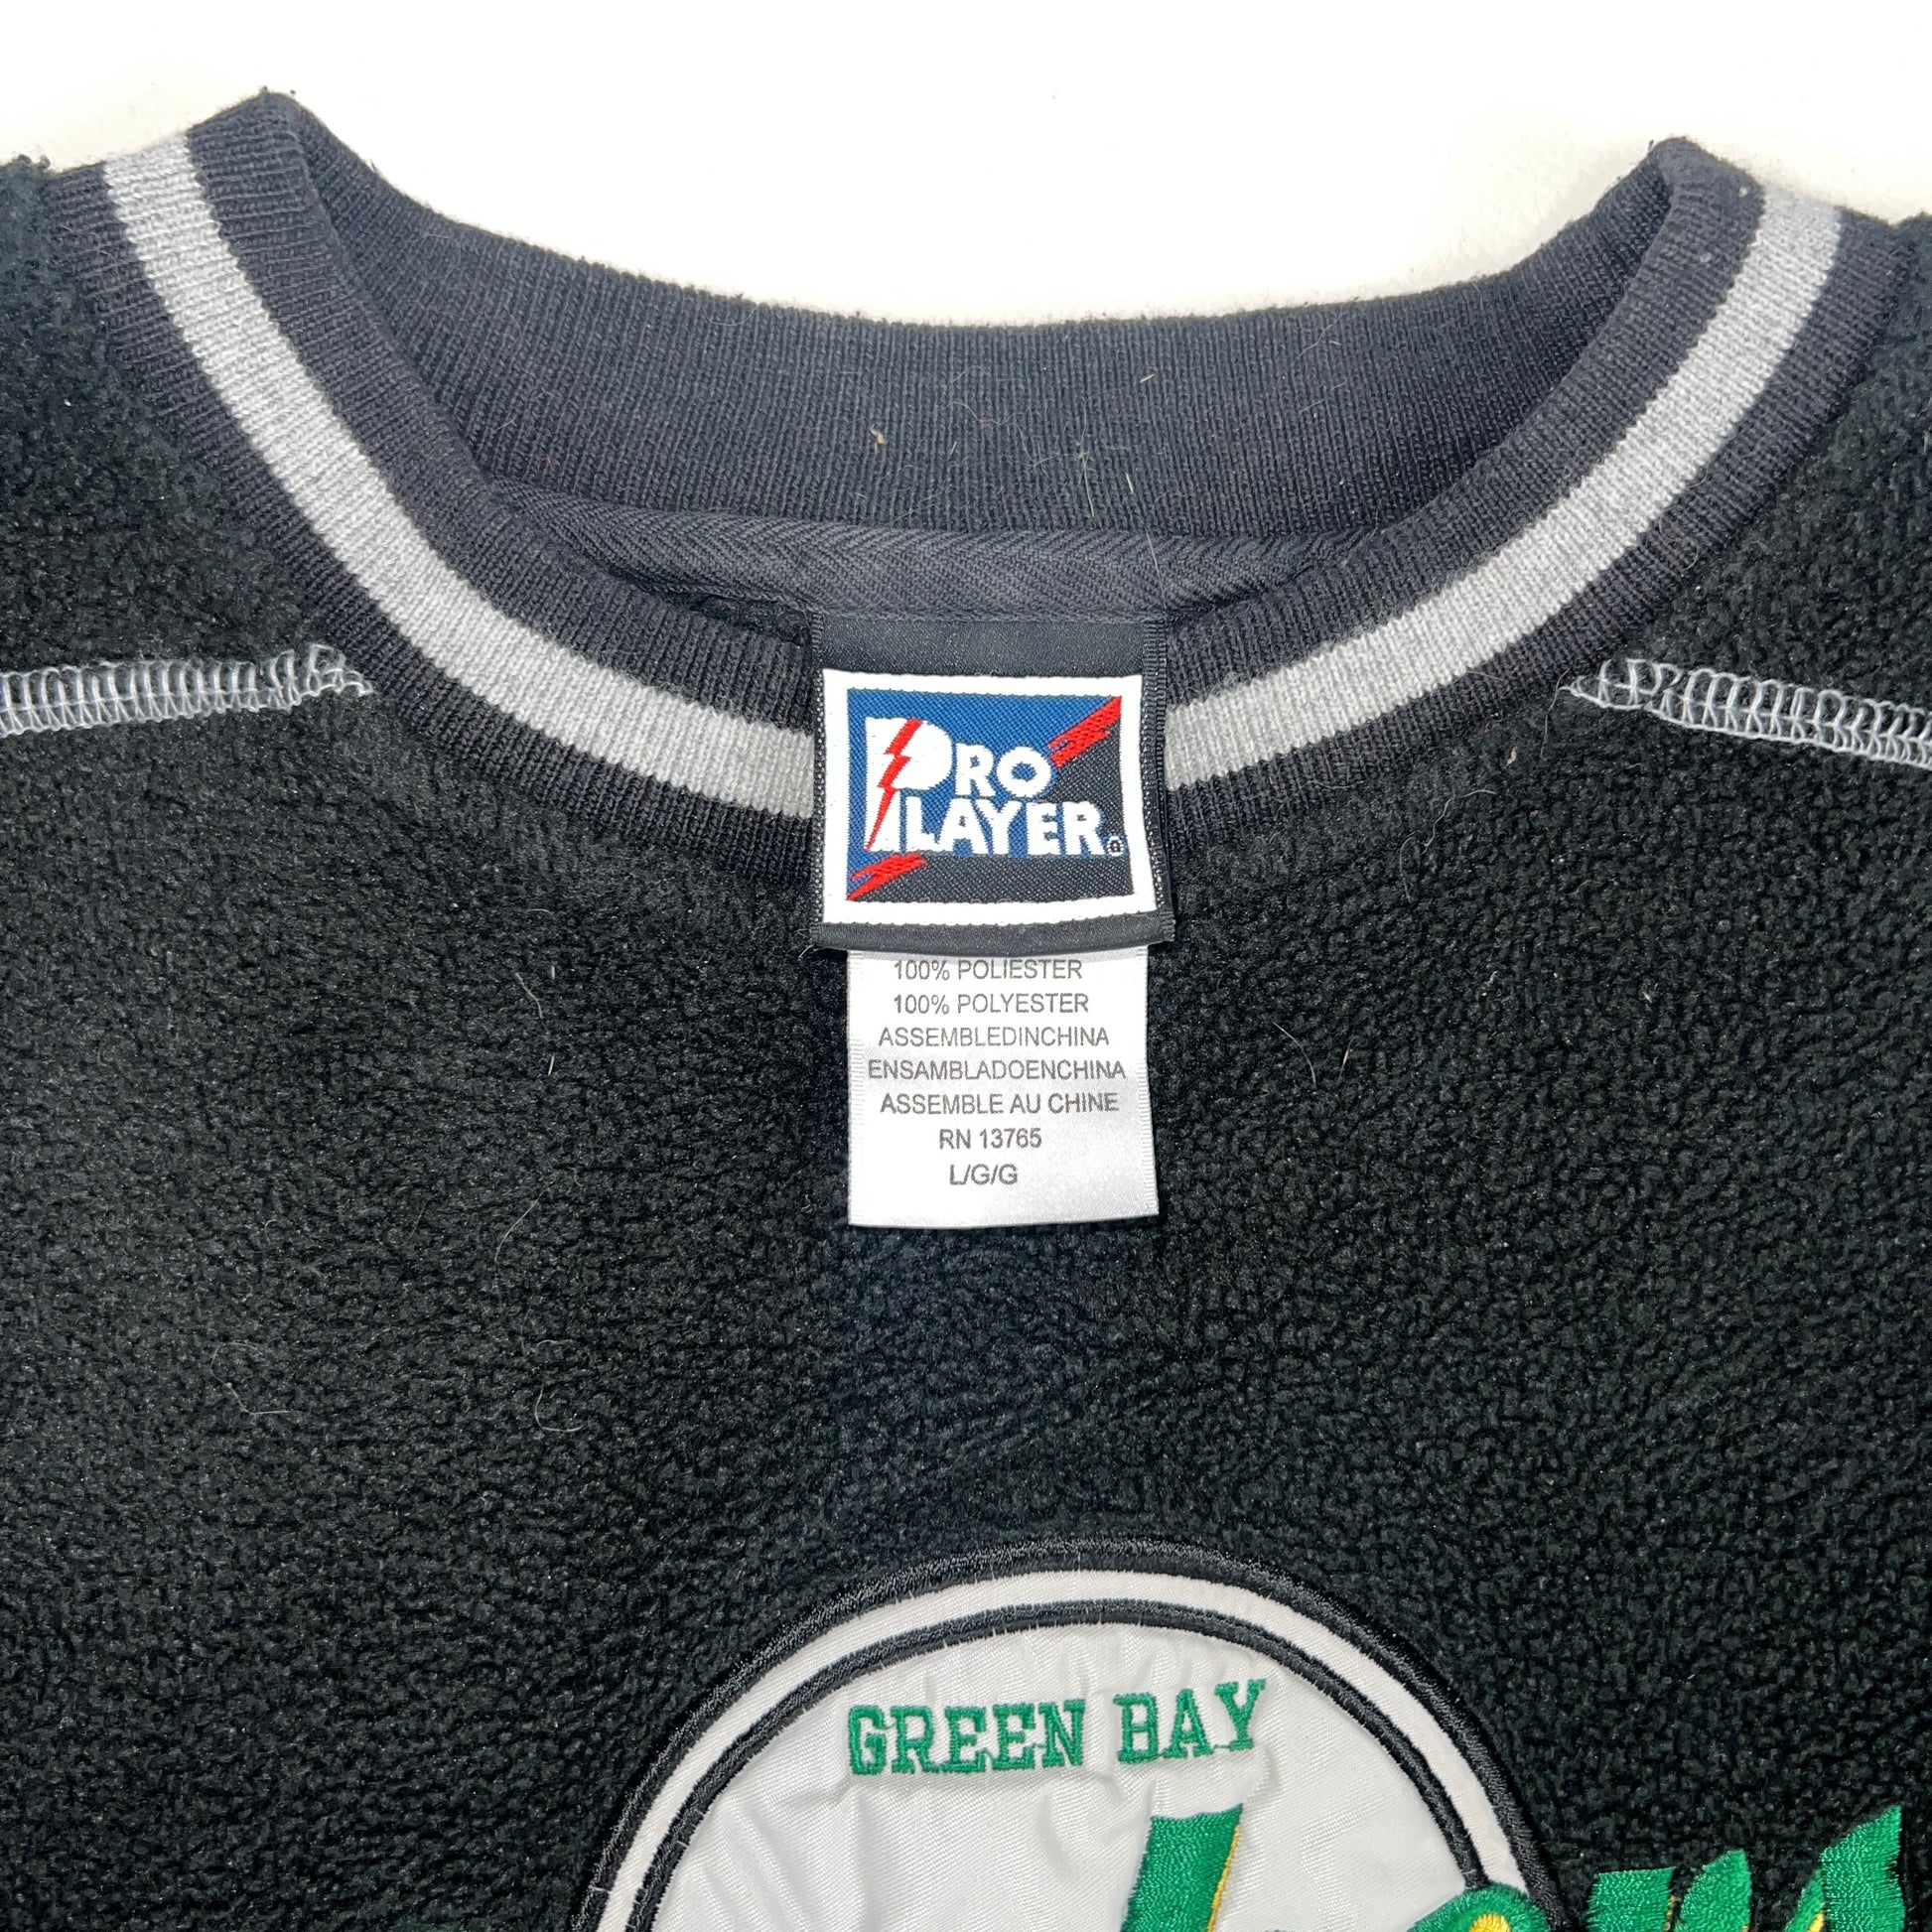 PRO
PLAYER®
100% POLIESTER
100% POLYESTER
ASSEMBLEDINCHINA
ENSAMBLADOENCHINA
ASSEMBLE AU CHINE
RN 13765
L/G/G
GREEN BAY